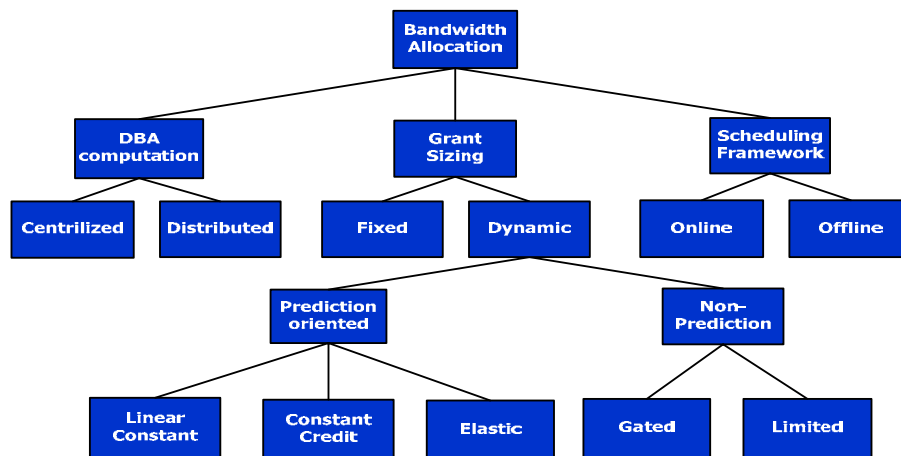 Bandwidth
Allocation
DBA
computation
Grant
Sizing
Scheduling
Framework
Centrilized
Distributed
Fixed
Dynamic
Online
Offline
Prediction
oriented
Non-
Prediction
Linear
Constant
Constant
Credit
Elastic
Gated
Limited